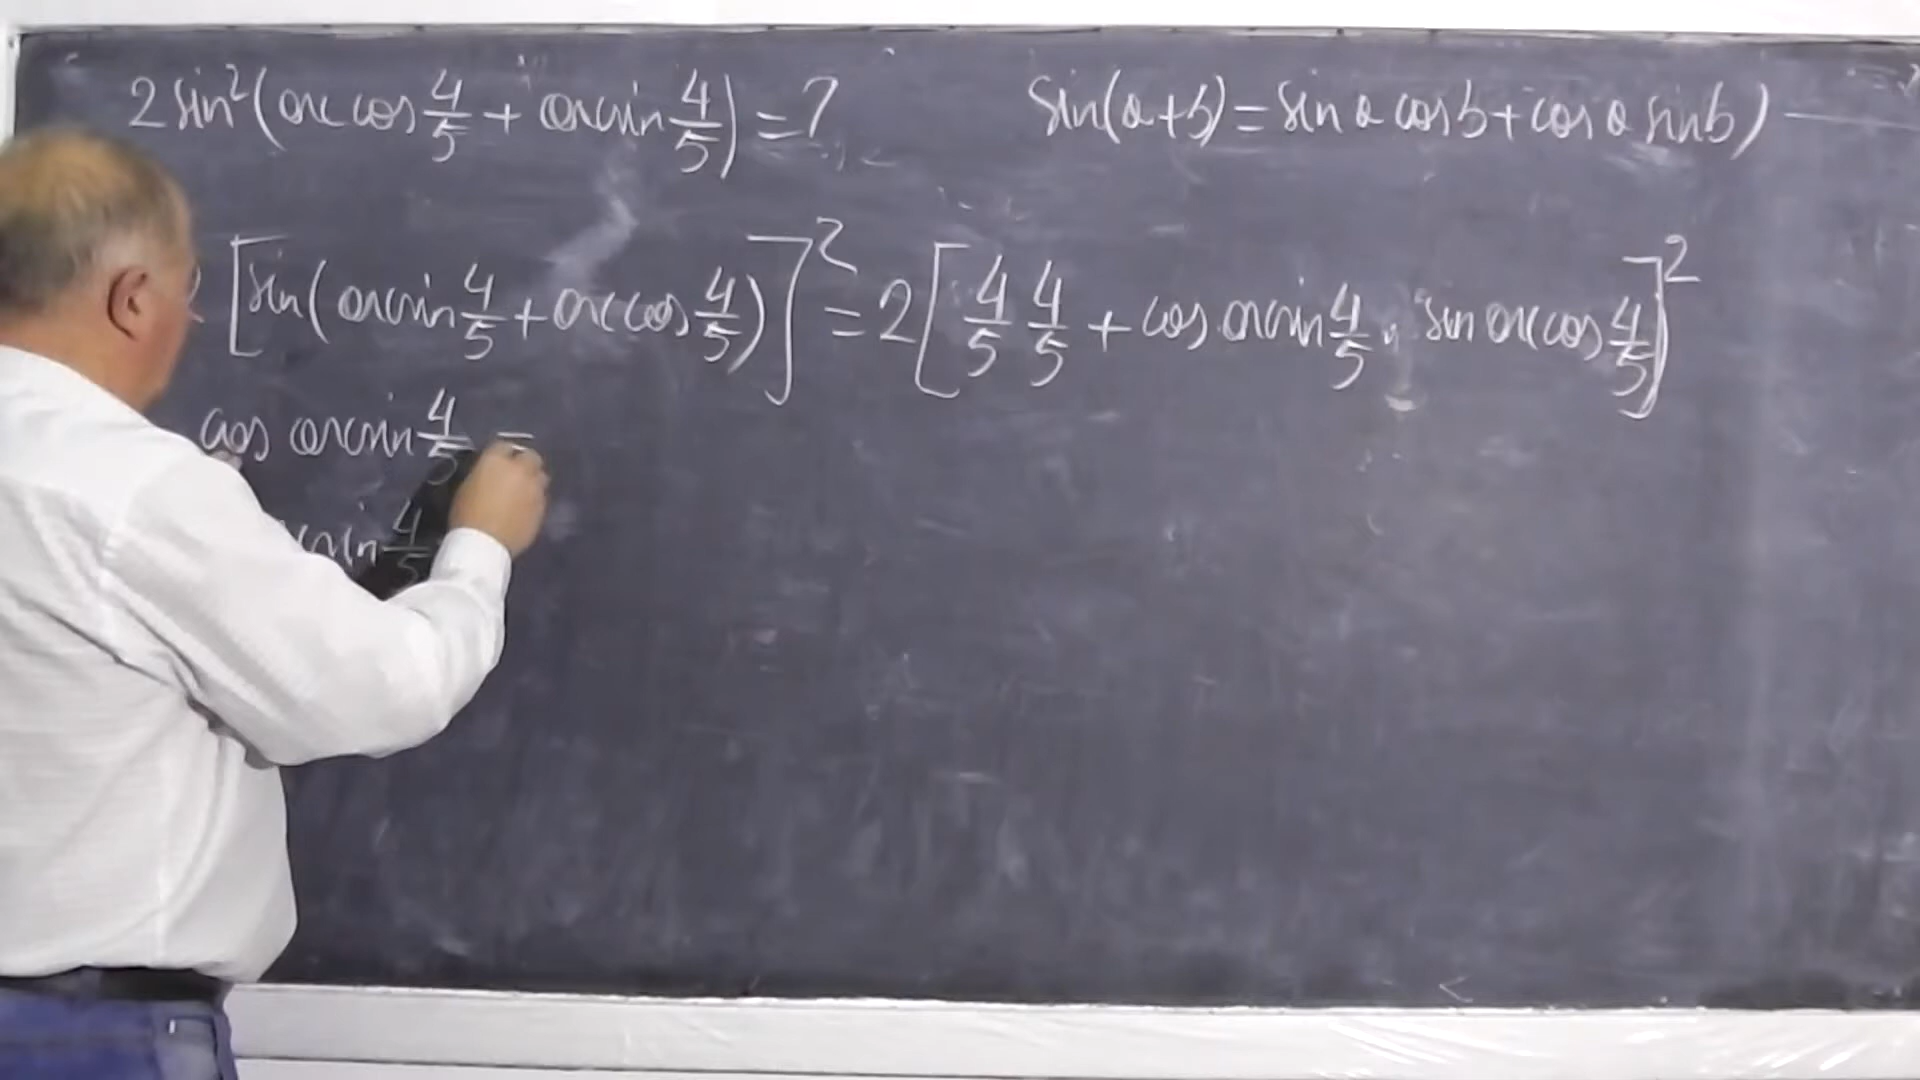 2 sin²(arccos 4/5 + arcsin 4/5) = ?
sin(a+b) = sin a cos b + cos a sin b)
[sin(arcsin 4/5 + arccos 4/5)]² = 2[4/5 4/5 + cos arcsin 4/5 · sin arccos 4/5]²
cos arcsin 4/5 =
4/5